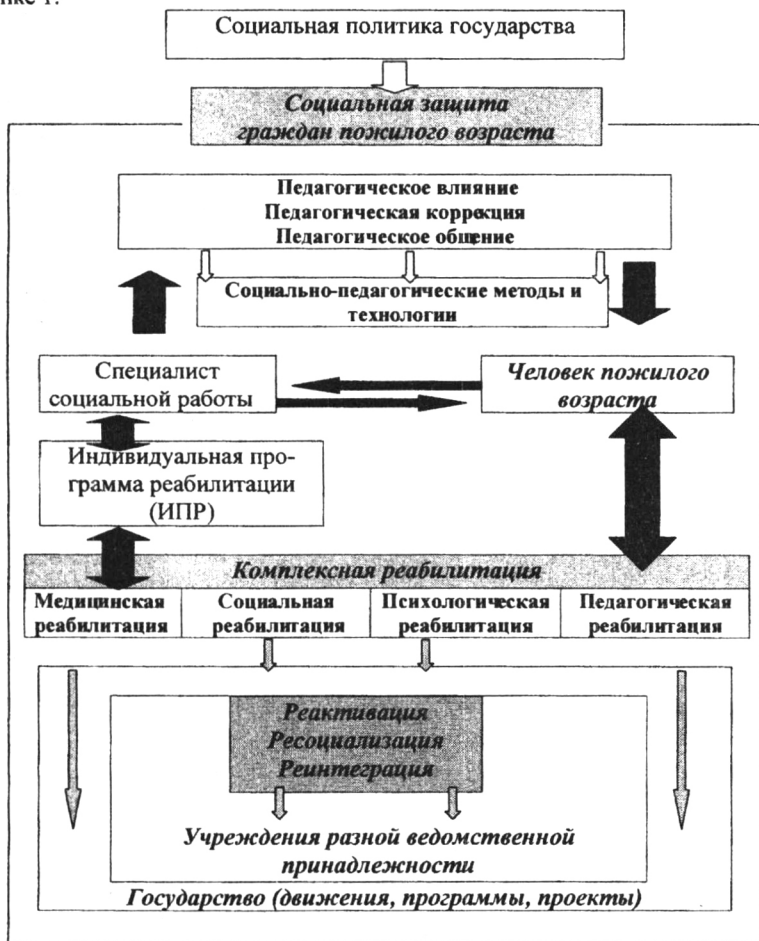 нке 1.
Социальная политика государства
Социальная защита
граждан пожилого возраста
Педагогическое влияние
Педагогическая коррекция
Педагогическое общение
Социально-педагогические методы и
технологии
Специалист
социальной работы
Человек пожилого
возраста
Индивидуальная про-
грамма реабилитации
(ИПР)
Комплексная реабилитация
Медицинская
реабилитация
Социальная
реабилитация
Психологическая
реабилитация
Педагогическая
реабилитация
Реактивация
Ресоциализация
Реинтеграция
Учреждения разной ведомственной
принадлежности
Государство (движения, программы, проекты)